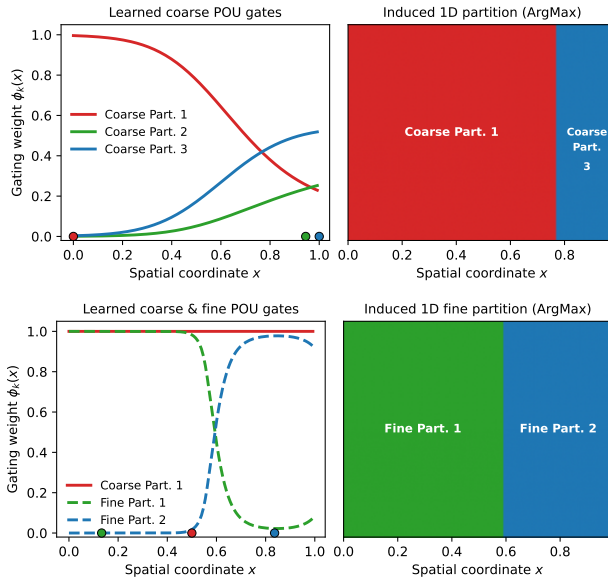 Learned coarse POU gates
Induced 1D partition (ArgMax)
Gating weight ϕₖ(x)
1.0
0.8
0.6
0.4
0.2
0.0
Coarse Part. 1
Coarse Part. 2
Coarse Part. 3
0.0 0.2 0.4 0.6 0.8 1.0
Spatial coordinate x
Coarse Part. 1
Coarse
Part.
3
0.0 0.2 0.4 0.6 0.8
Spatial coordinate x
Learned coarse & fine POU gates
Induced 1D fine partition (ArgMax)
Gating weight ϕₖ(x)
1.0
0.8
0.6
0.4
0.2
0.0
Coarse Part. 1
Fine Part. 1
Fine Part. 2
0.0 0.2 0.4 0.6 0.8 1.0
Spatial coordinate x
Fine Part. 1
Fine Part. 2
0.0 0.2 0.4 0.6 0.8
Spatial coordinate x